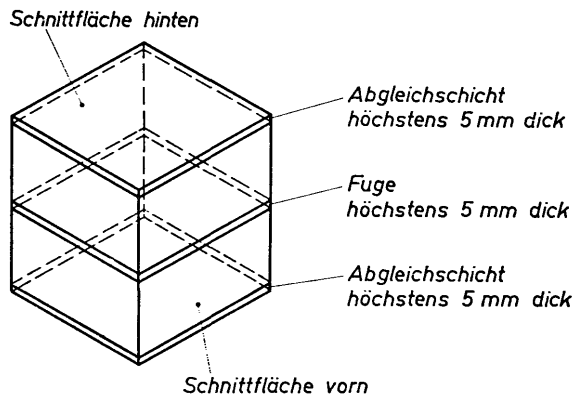 Schnittfläche hinten
Abgleichschicht
höchstens 5 mm dick
Fuge
höchstens 5 mm dick
Abgleichschicht
höchstens 5 mm dick
Schnittfläche vorn